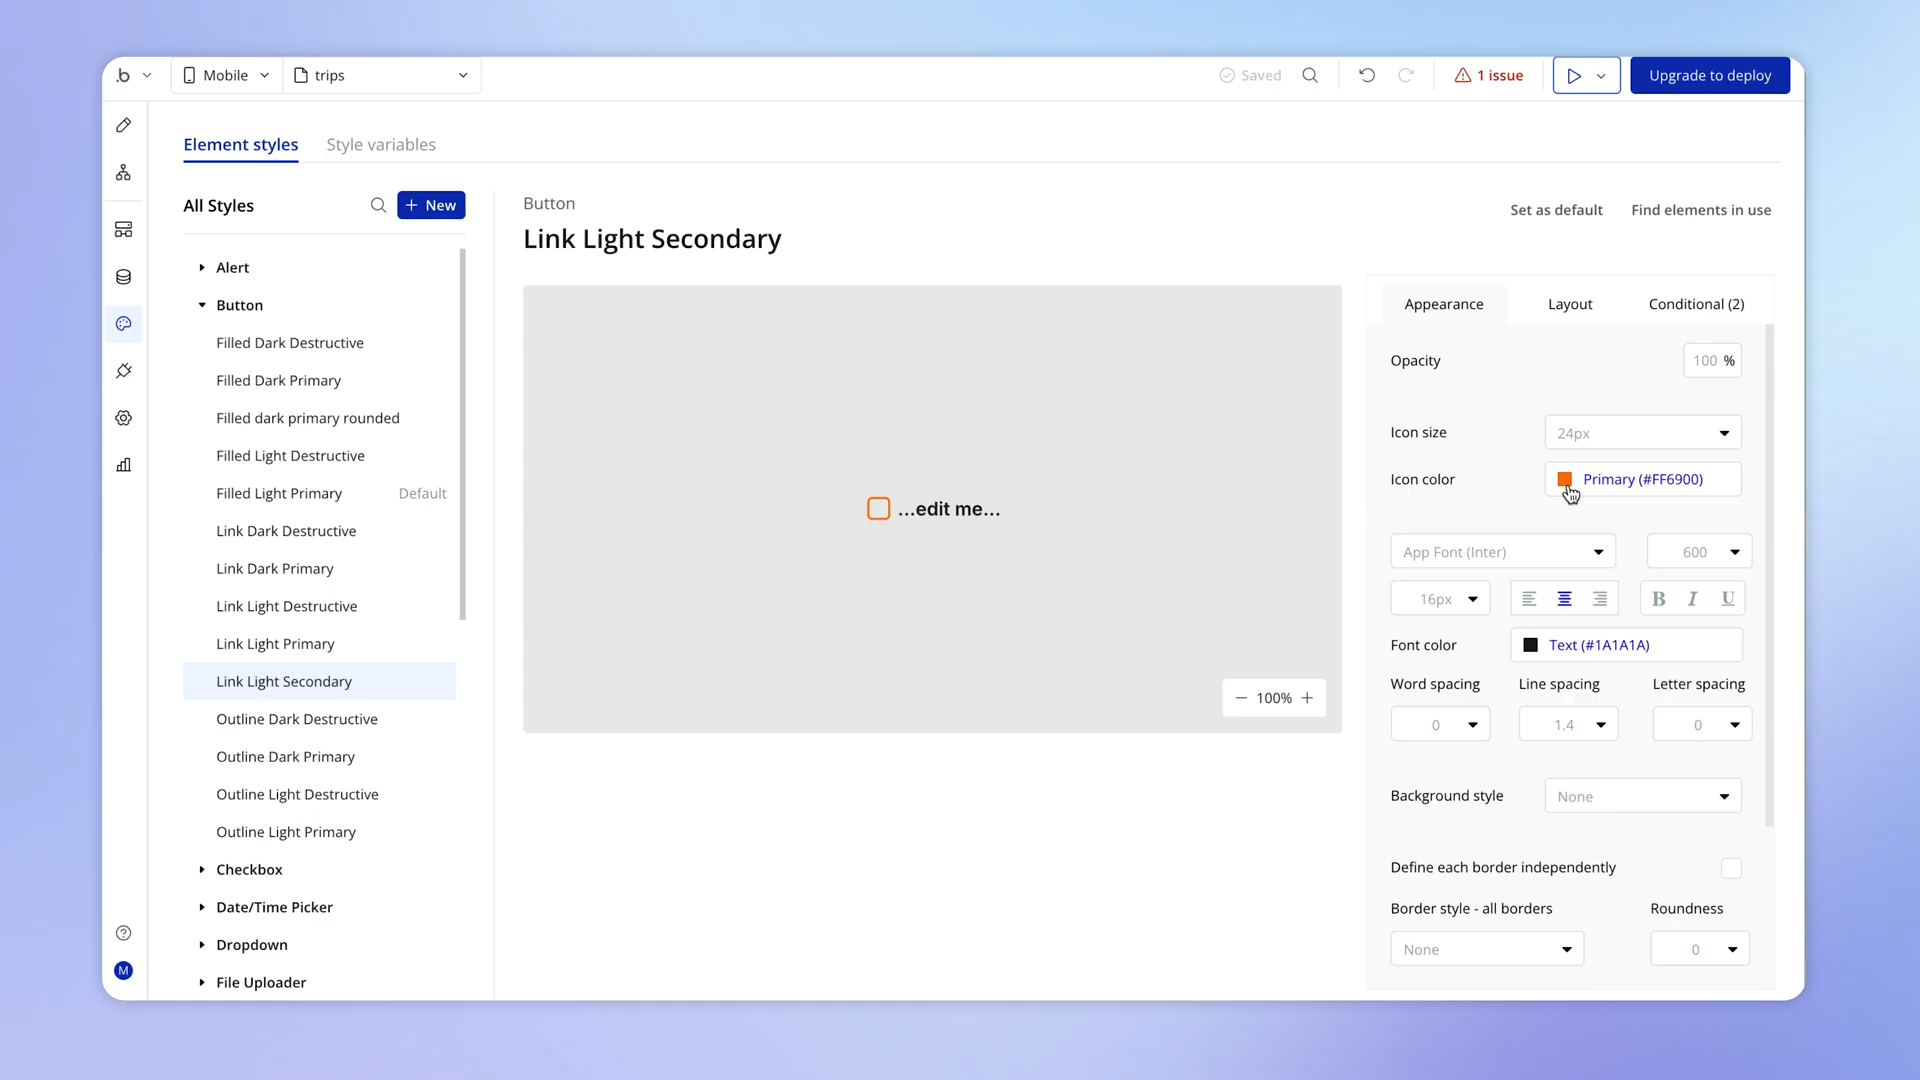 .b
Mobile
trips
Saved
1 issue
Upgrade to deploy
Element styles
Style variables
All Styles
+ New
Alert
Button
Filled Dark Destructive
Filled Dark Primary
Filled dark primary rounded
Filled Light Destructive
Filled Light Primary Default
Link Dark Destructive
Link Dark Primary
Link Light Destructive
Link Light Primary
Link Light Secondary
Outline Dark Destructive
Outline Dark Primary
Outline Light Destructive
Outline Light Primary
Checkbox
Date/Time Picker
Dropdown
File Uploader
M
Button
Link Light Secondary
Set as default
Find elements in use
...edit me...
100%
Appearance
Layout
Conditional (2)
Opacity
100 %
Icon size
24px
Icon color
Primary (#FF6900)
App Font (Inter)
600
16px
B I U
Font color
Text (#1A1A1A)
Word spacing
Line spacing
Letter spacing
0
1.4
0
Background style
None
Define each border independently
Border style - all borders
Roundness
None
0